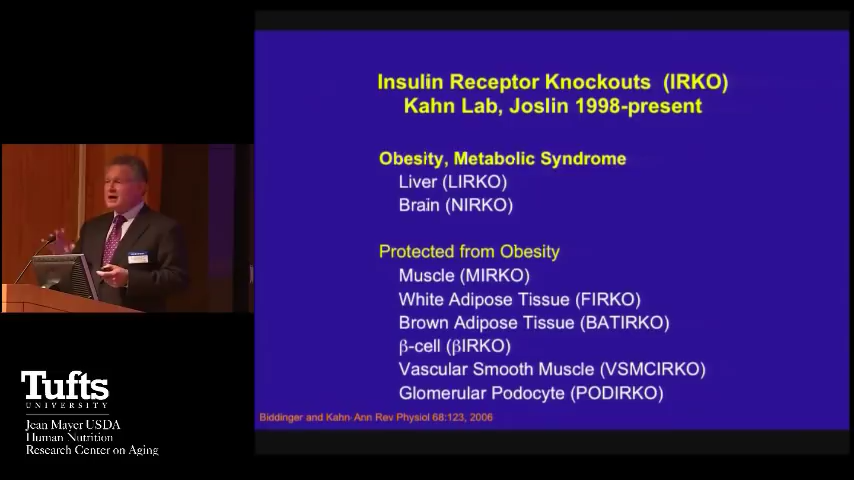 Insulin Receptor Knockouts (IRKO)
Kahn Lab, Joslin 1998-present
Obesity, Metabolic Syndrome
Liver (LIRKO)
Brain (NIRKO)
Protected from Obesity
Muscle (MIRKO)
White Adipose Tissue (FIRKO)
Brown Adipose Tissue (BATIRKO)
β-cell (βIRKO)
Vascular Smooth Muscle (VSMCIRKO)
Glomerular Podocyte (PODIRKO)
Biddinger and Kahn Ann Rev Physiol 68:123, 2006
Tufts
UNIVERSITY
Jean Mayer USDA
Human Nutrition
Research Center on Aging